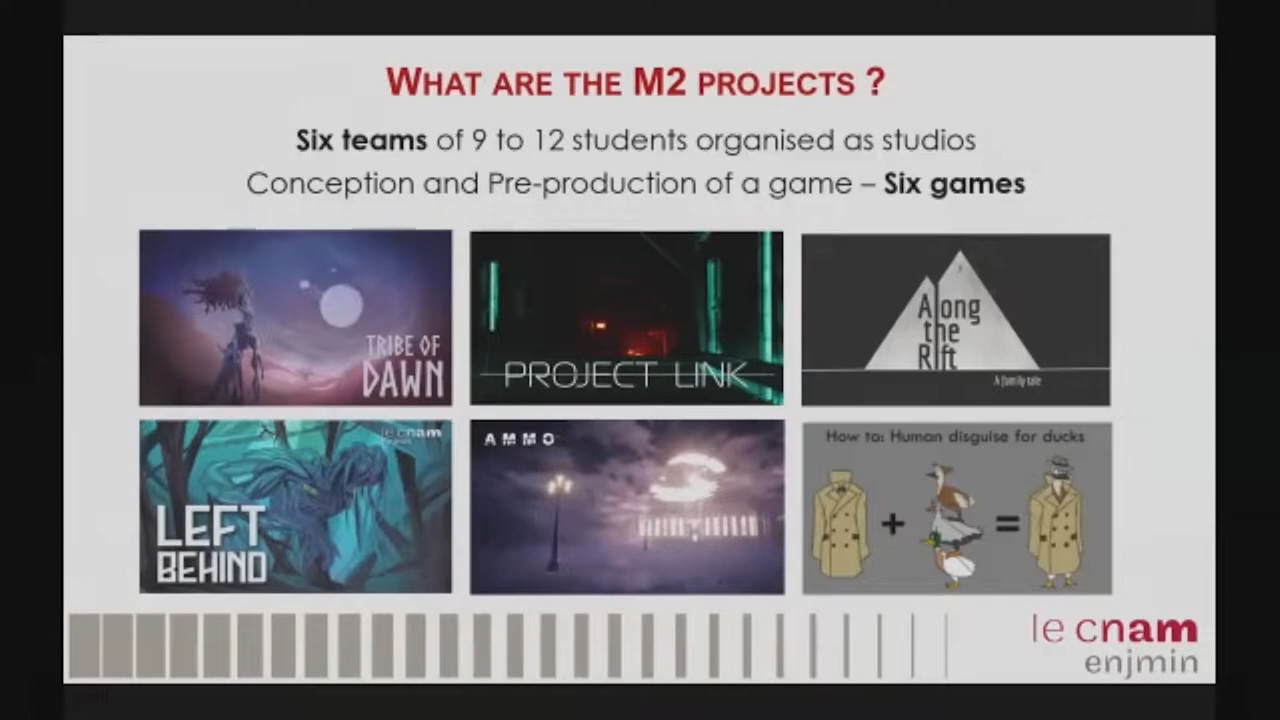 WHAT ARE THE M2 PROJECTS ?
Six teams of 9 to 12 students organised as studios
Conception and Pre-production of a game – Six games
TRIBE OF
DAWN
PROJECT LINK
Along
the
Rift
A family tale
le cnam
LEFT
BEHIND
AMMO
How to: Human disguise for ducks
+
=
le cnam
enjmin